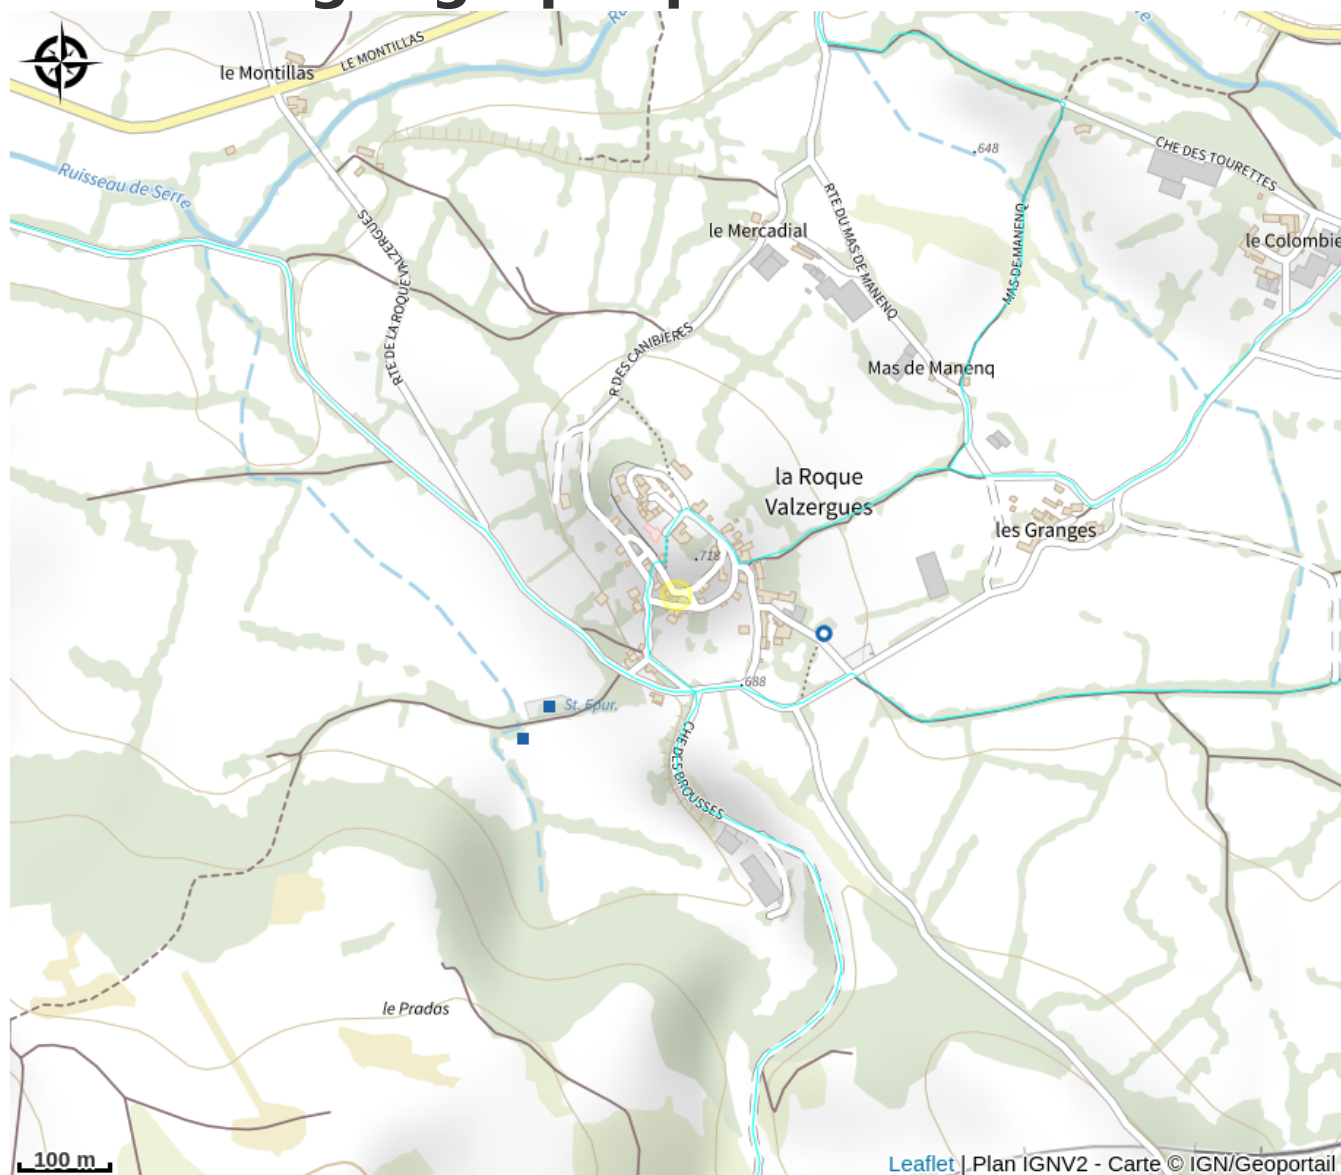 le Montillas
LE MONTILLAS
Ruisseau de Serre
RTE DE LA ROQUE VALZERGUES
le Mercadial
RTE DU MAS DE MANENQ
648
MAS DE MANENQ
CHE DES TOURETTES
le Colombie
R DES CANIBIERES
Mas de Manenq
la Roque
Valzergues
les Granges
718
688
St. Epur.
CHE DES BROUSSES
le Pradas
100 m
Leaflet | Plan IGNV2 - Carte © IGN/Geoportail